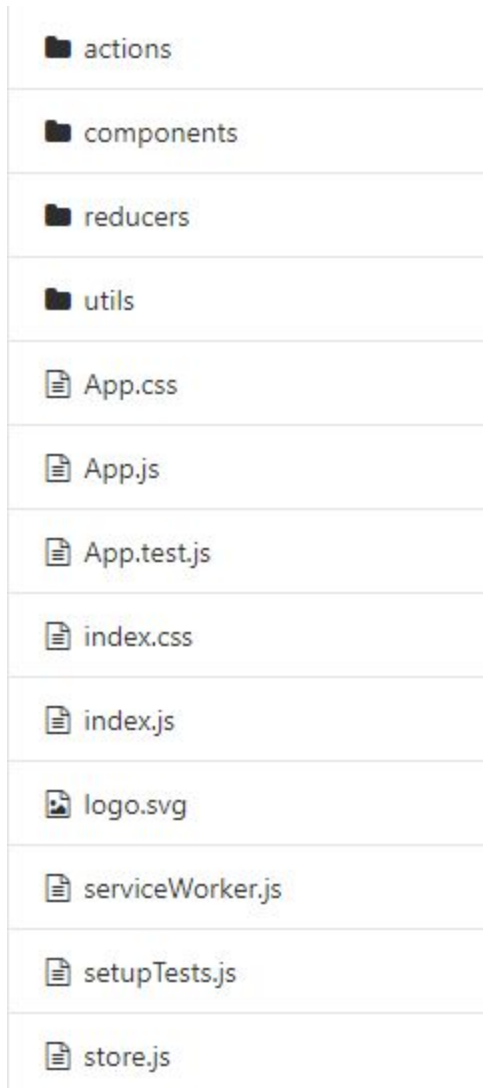 actions
components
reducers
utils
App.css
App.js
App.test.js
index.css
index.js
logo.svg
serviceWorker.js
setupTests.js
store.js